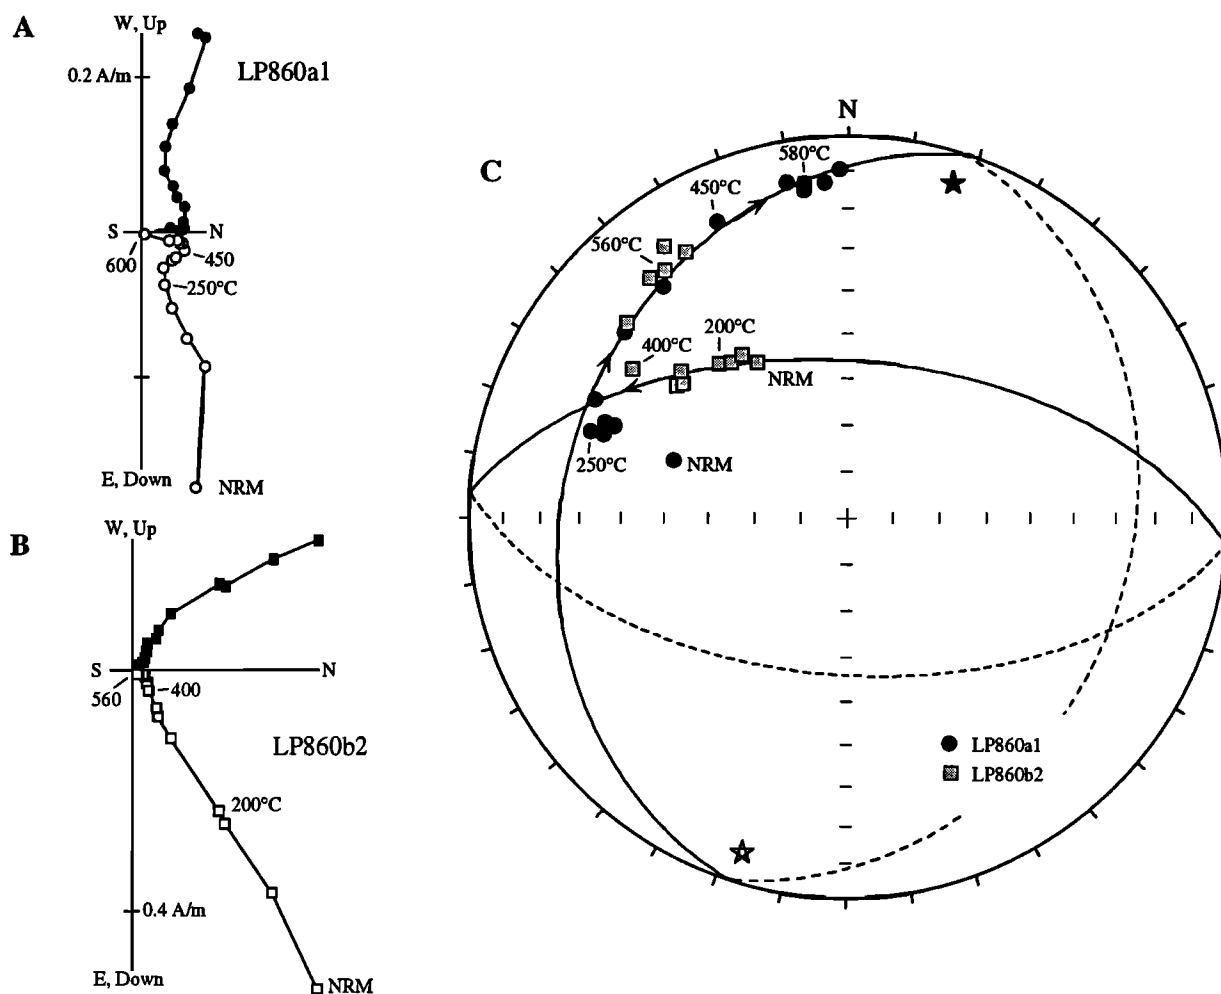 A
W, Up
0.2 A/m
LP860a1
S
N
600
450
250°C
E, Down
NRM
B
W, Up
S
N
560
400
LP860b2
200°C
0.4 A/m
E, Down
NRM
C
N
580°C
450°C
560°C
200°C
400°C
NRM
250°C
NRM
LP860a1
LP860b2